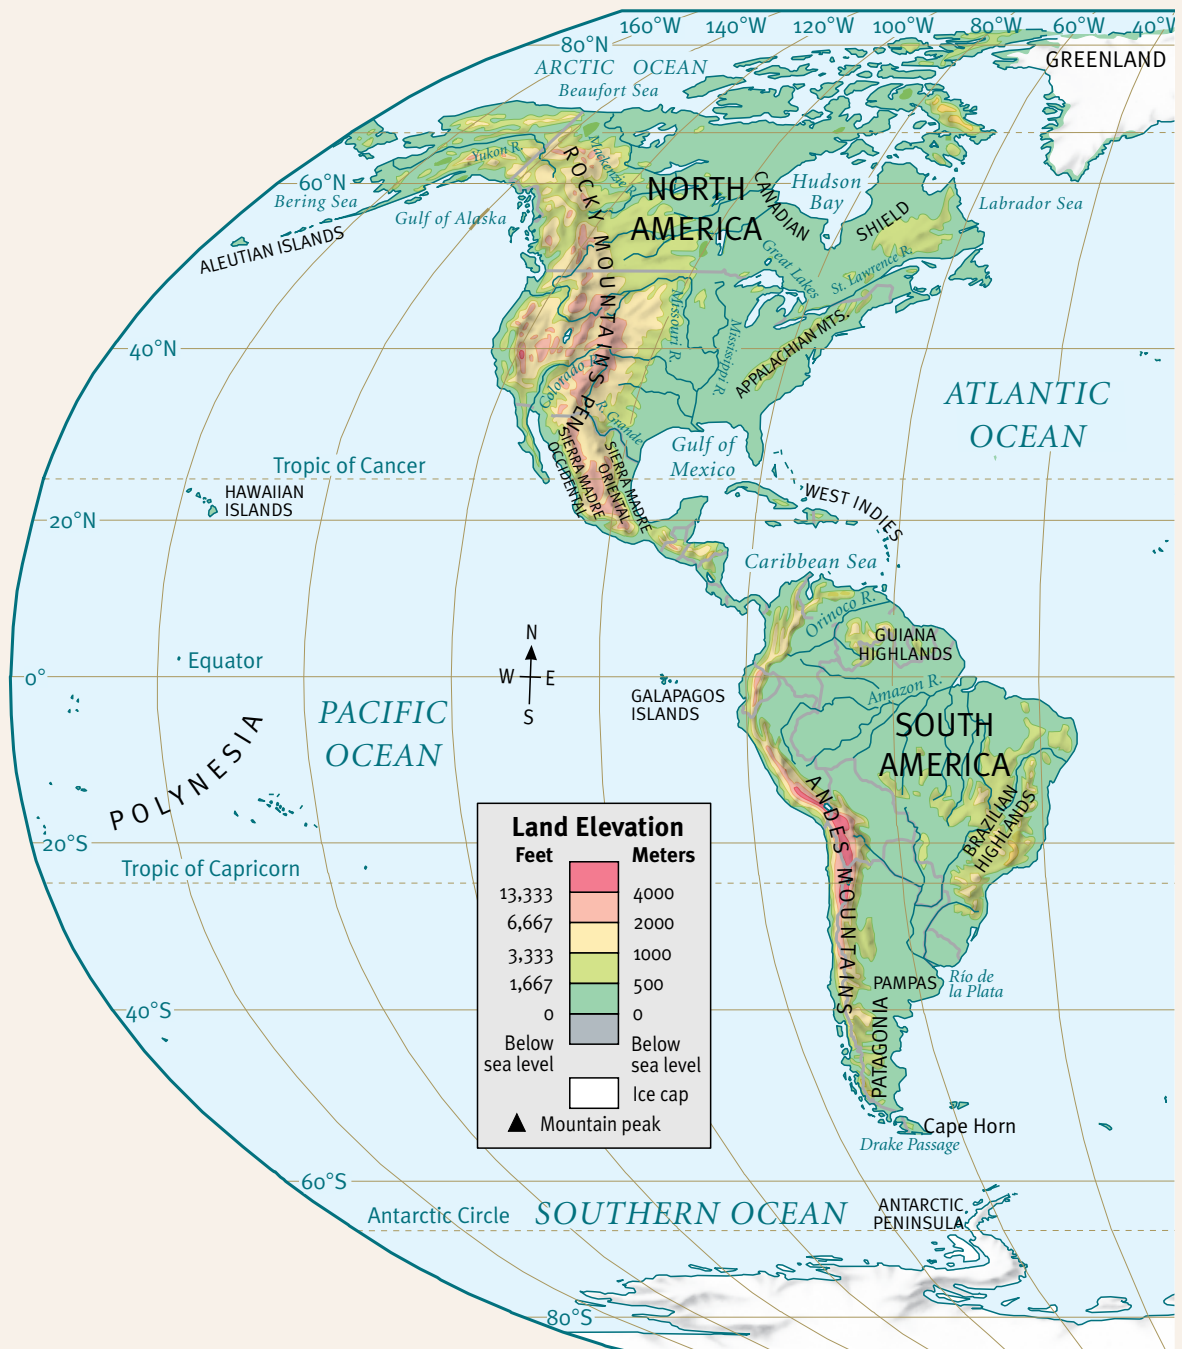 160°W 140°W 120°W 100°W 80°W 60°W 40°W
80°N
ARCTIC OCEAN
Beaufort Sea
GREENLAND
Yukon R.
Mackenzie R.
ROCKY MOUNTAINS
NORTH
AMERICA
CANADIAN
SHIELD
Hudson
Bay
Labrador Sea
60°N
Bering Sea
Gulf of Alaska
ALEUTIAN ISLANDS
Great Lakes
St. Lawrence R.
Missouri R.
Mississippi R.
APPALACHIAN MTS.
40°N
Colorado R.
R. Grande
SIERRA MADRE
OCCIDENTAL
SIERRA MADRE
ORIENTAL
ATLANTIC
OCEAN
Gulf of
Mexico
Tropic of Cancer
HAWAIIAN
ISLANDS
20°N
WEST INDIES
Caribbean Sea
Orinoco R.
GUIANA
HIGHLANDS
N
W E
S
Equator
0°
GALAPAGOS
ISLANDS
Amazon R.
PACIFIC
OCEAN
POLYNESIA
SOUTH
AMERICA
ANDES MOUNTAINS
BRAZILIAN
HIGHLANDS
20°S
Tropic of Capricorn
Land Elevation
Feet Meters
13,333 4000
6,667 2000
3,333 1000
1,667 500
0 0
Below
sea level
Below
sea level
Ice cap
Mountain peak
PAMPAS
Río de
la Plata
40°S
PATAGONIA
Cape Horn
Drake Passage
60°S
Antarctic Circle
SOUTHERN OCEAN
ANTARCTIC
PENINSULA
80°S